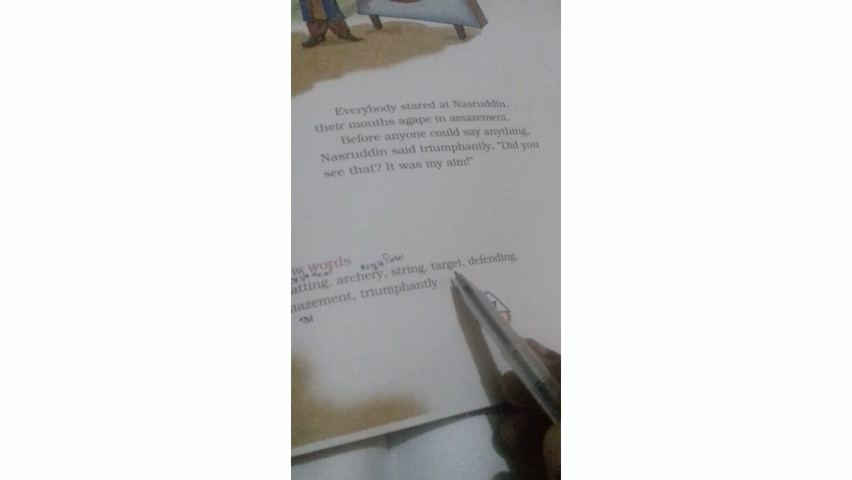 Everybody stared at Nasruddin,
their mouths agape in amazement.
Before anyone could say anything,
Nasruddin said triumphantly, "Did you
see that? It was my aim!"
words
archery, string, target, defending,
triumphantly